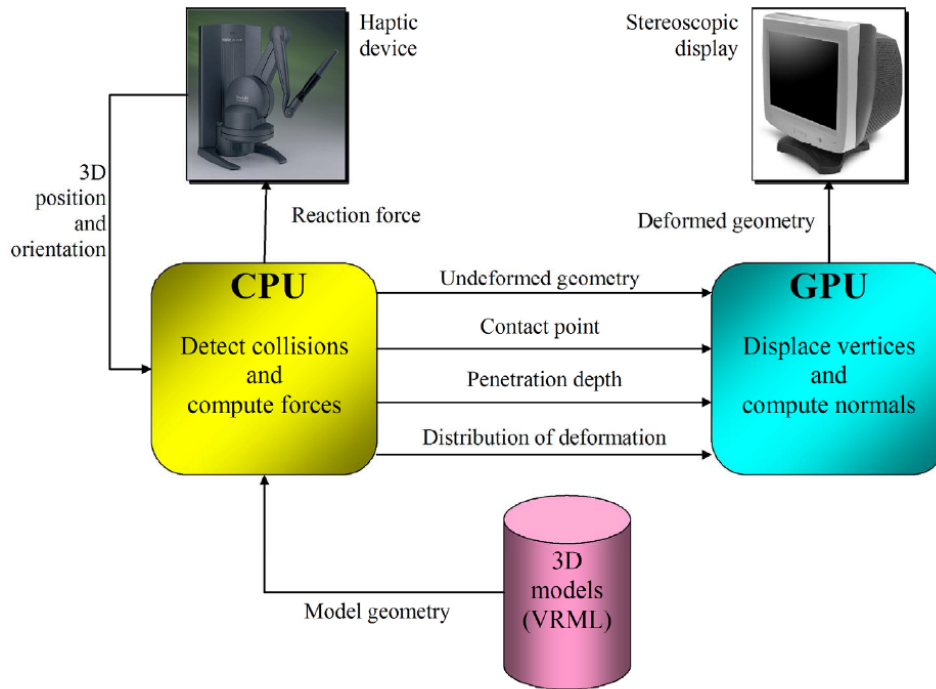 Haptic
device
Stereoscopic
display
3D
position
and
orientation
Reaction force
Deformed geometry
CPU
Detect collisions
and
compute forces
Undeformed geometry
Contact point
Penetration depth
Distribution of deformation
GPU
Displace vertices
and
compute normals
3D
models
(VRML)
Model geometry